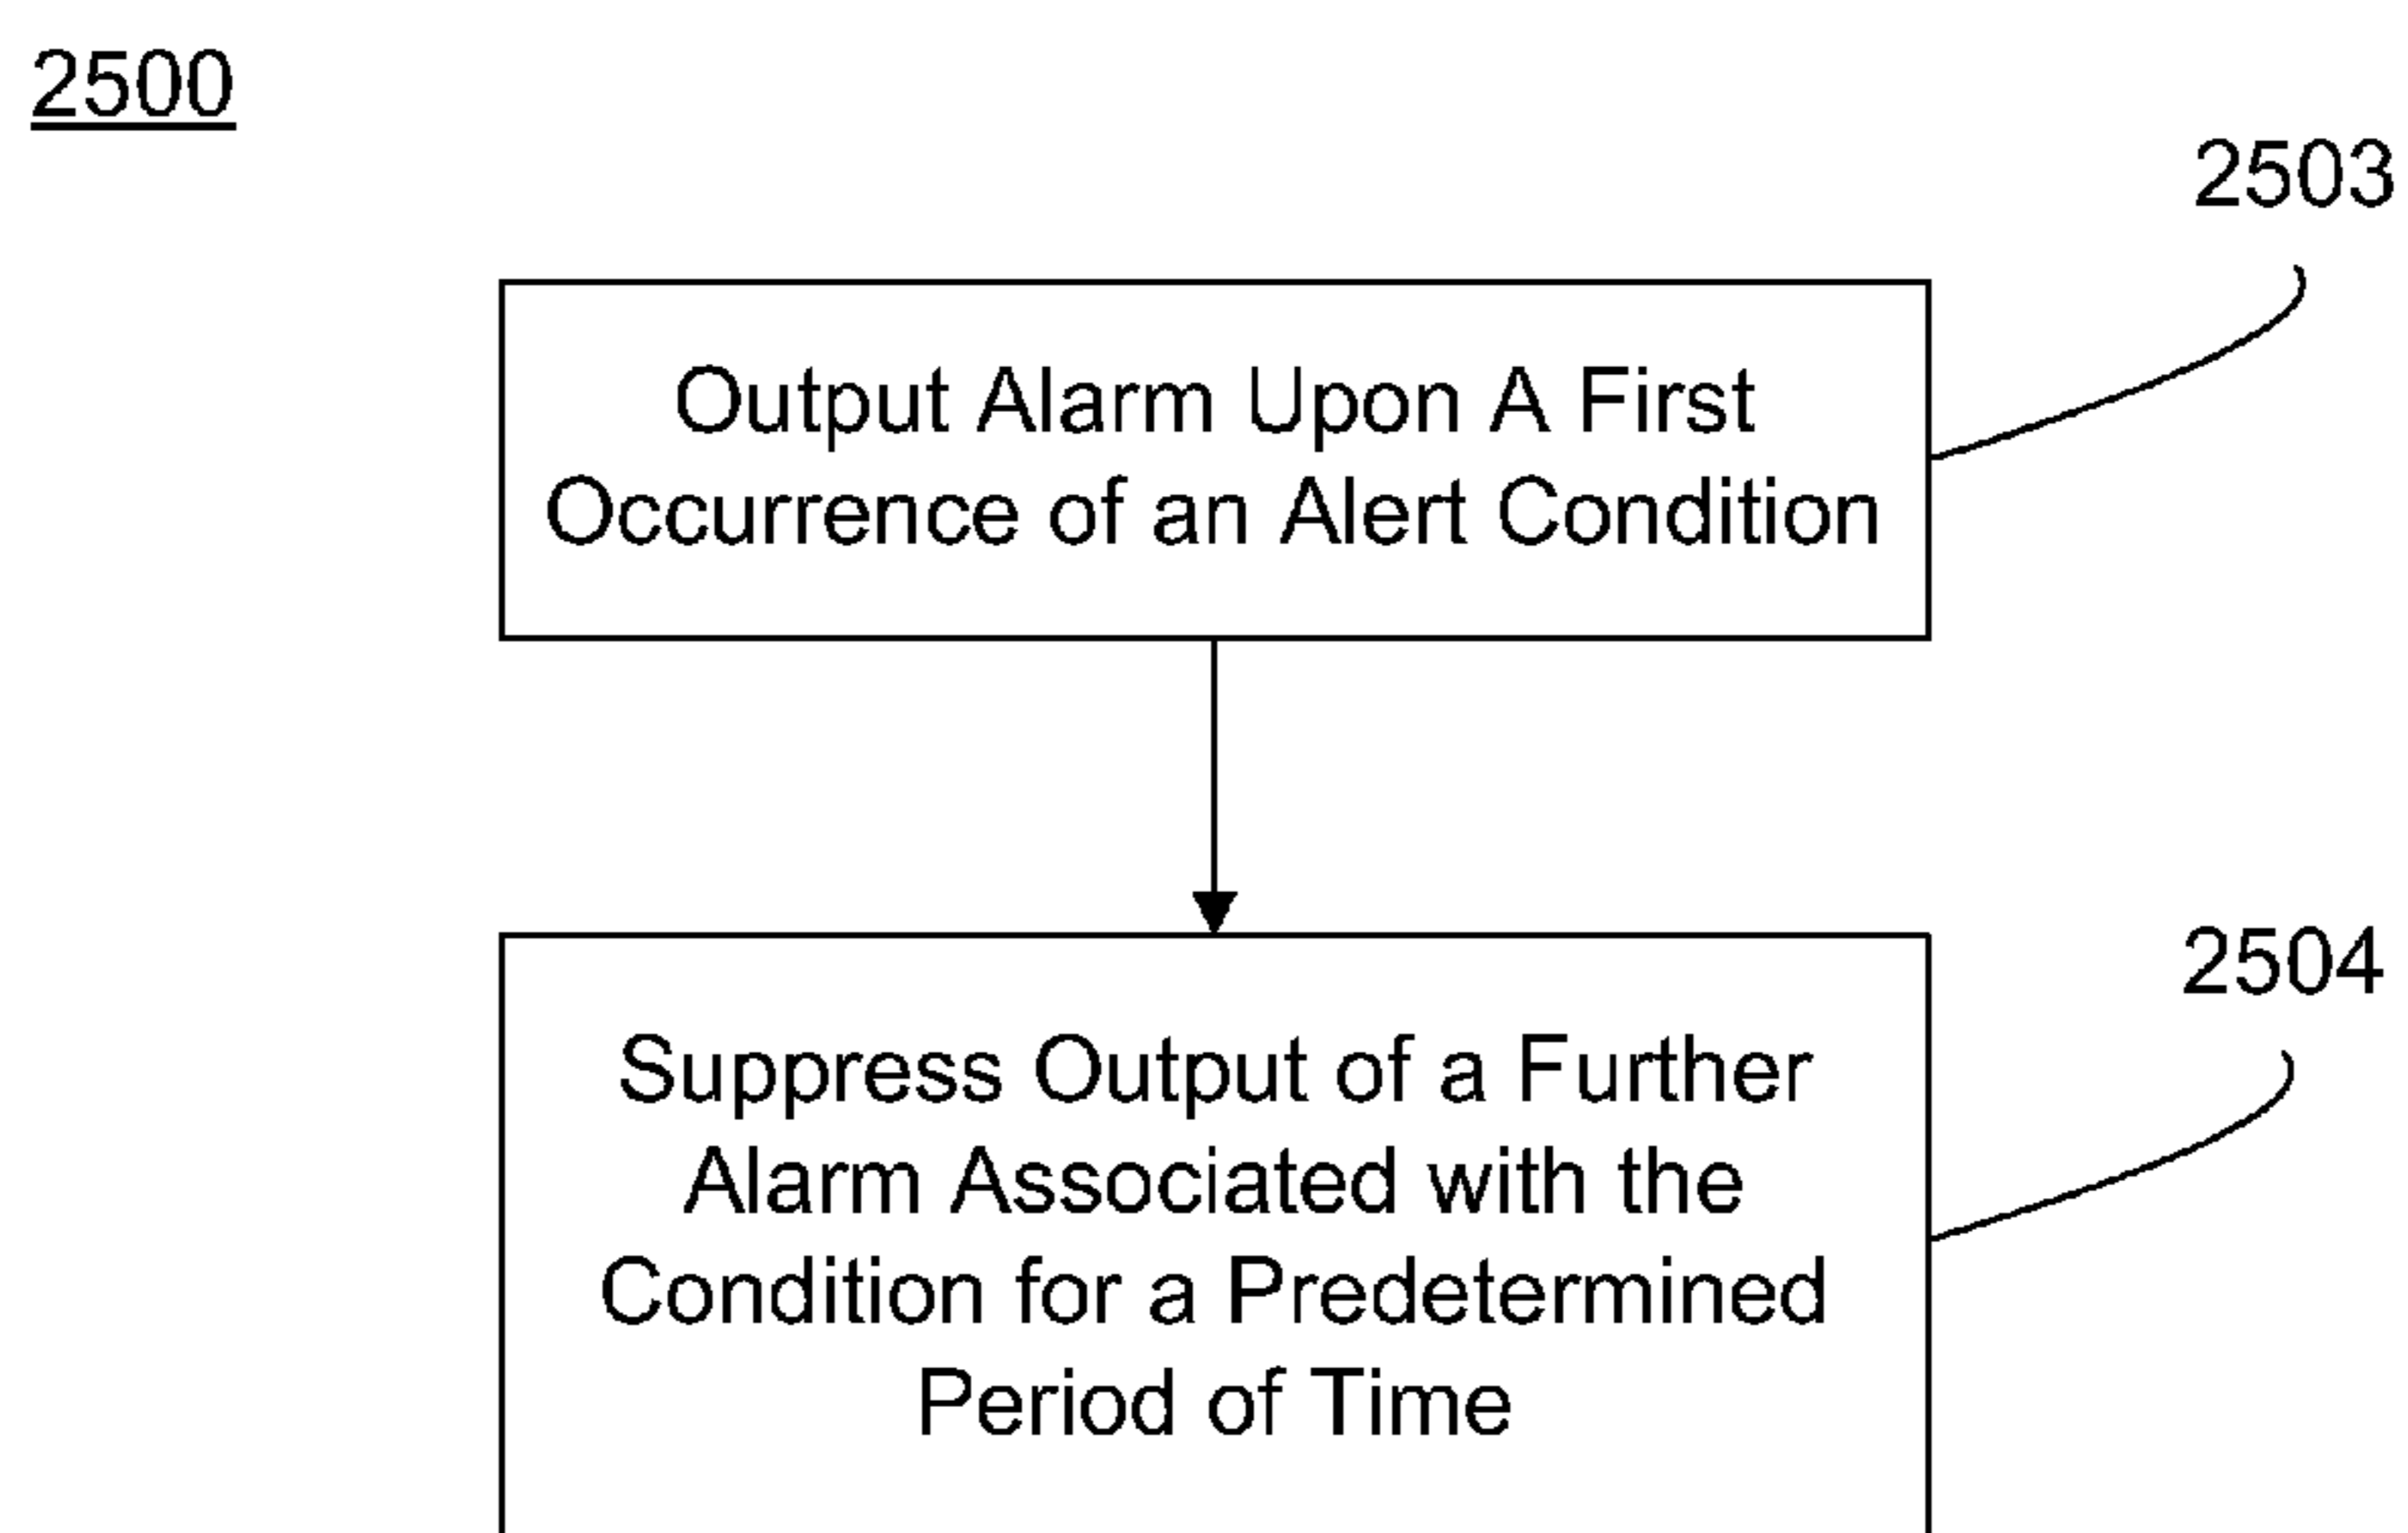 2500
2503
Output Alarm Upon A First
Occurrence of an Alert Condition
2504
Suppress Output of a Further
Alarm Associated with the
Condition for a Predetermined
Period of Time